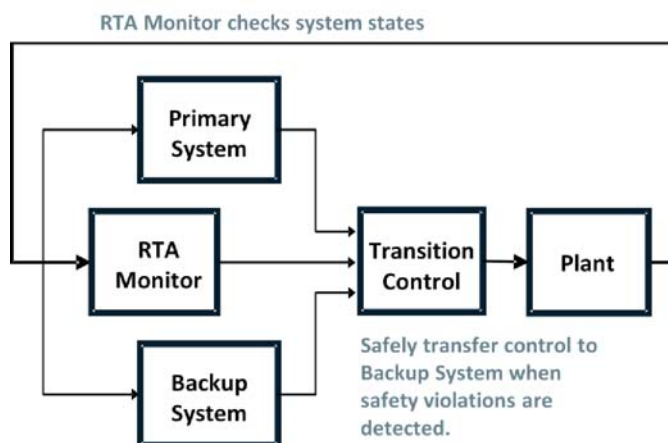 RTA Monitor checks system states
Primary
System
RTA
Monitor
Transition
Control
Plant
Backup
System
Safely transfer control to
Backup System when
safety violations are
detected.